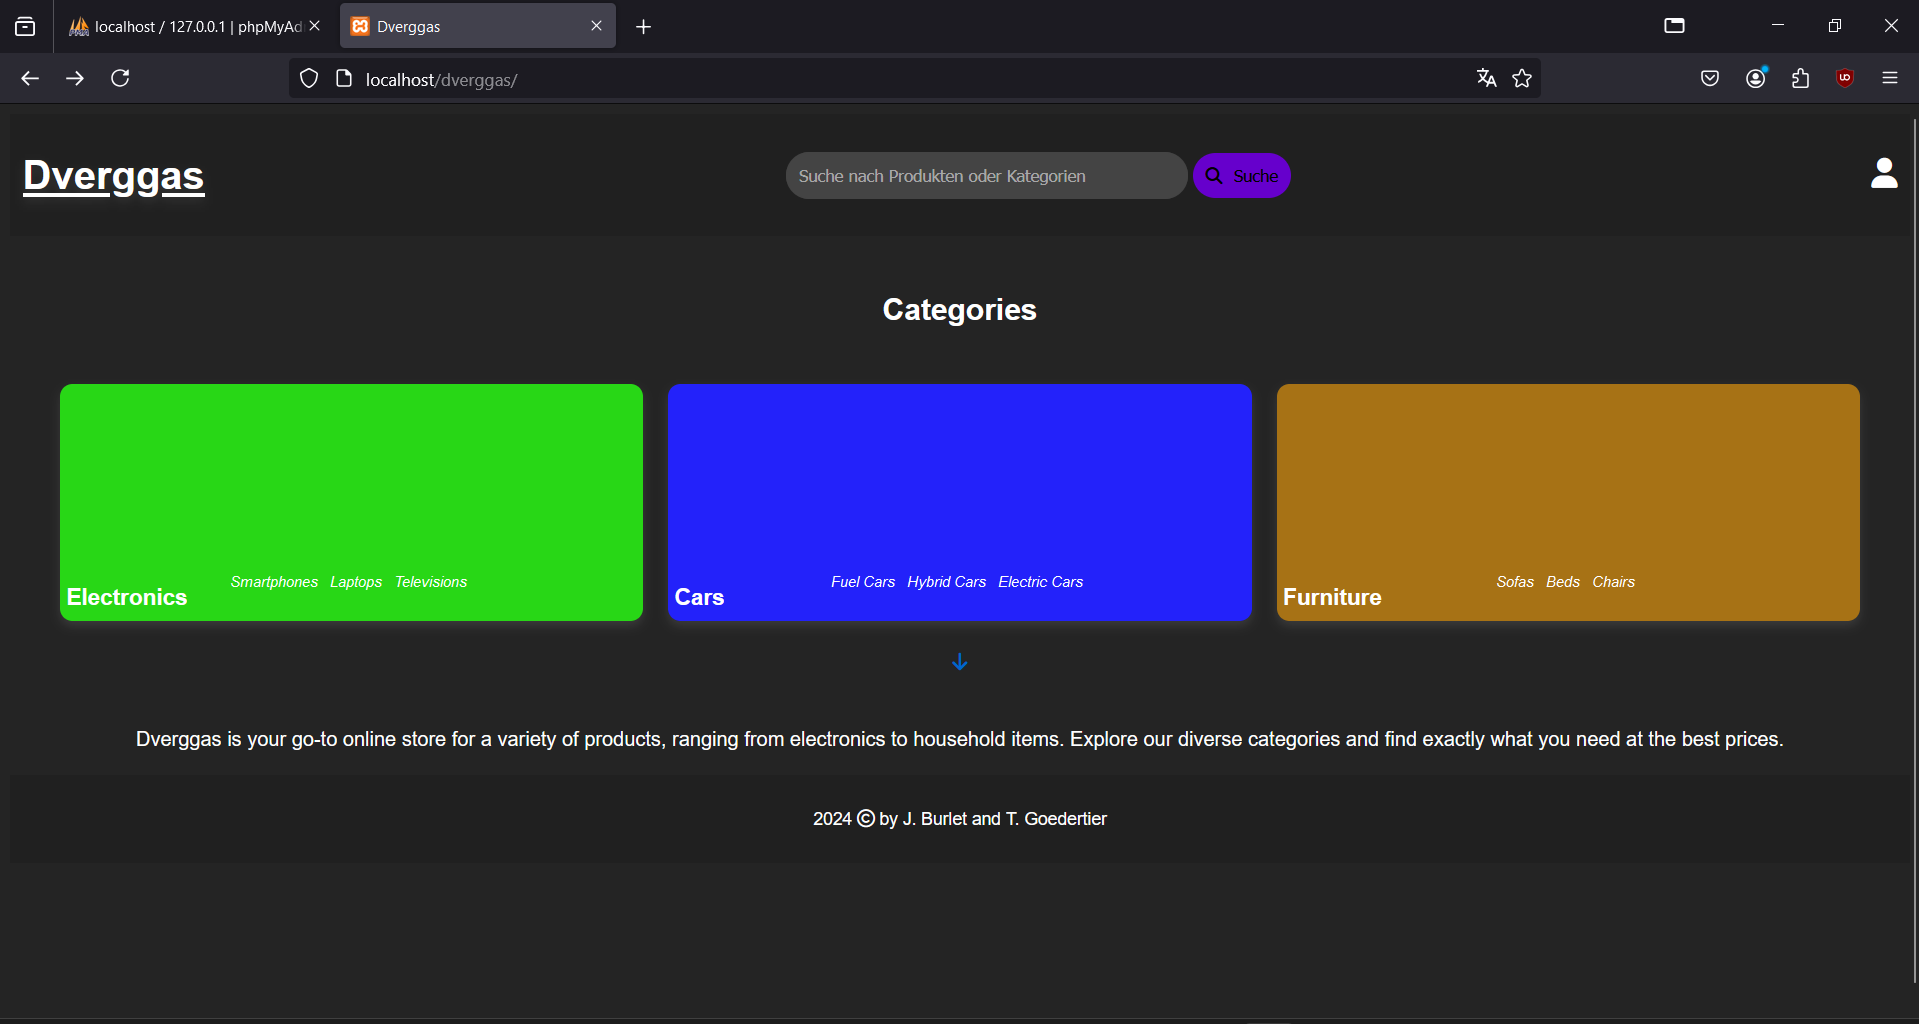 localhost / 127.0.0.1 | phpMyAd
Dverggas
localhost/dverggas/
Dverggas
Suche nach Produkten oder Kategorien
Suche
Categories
Smartphones Laptops Televisions
Electronics
Fuel Cars Hybrid Cars Electric Cars
Cars
Sofas Beds Chairs
Furniture
Dverggas is your go-to online store for a variety of products, ranging from electronics to household items. Explore our diverse categories and find exactly what you need at the best prices.
2024 © by J. Burlet and T. Goedertier